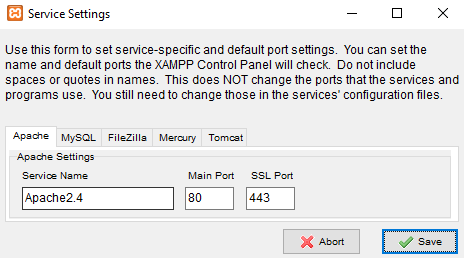 Service Settings
Use this form to set service-specific and default port settings.  You can set the
name and default ports the XAMPP Control Panel will check.  Do not include
spaces or quotes in names.  This does NOT change the ports that the services and
programs use.  You still need to change those in the services' configuration files.
Apache MySQL FileZilla Mercury Tomcat
Apache Settings
Service Name Main Port SSL Port
Apache2.4 80 443
Abort Save